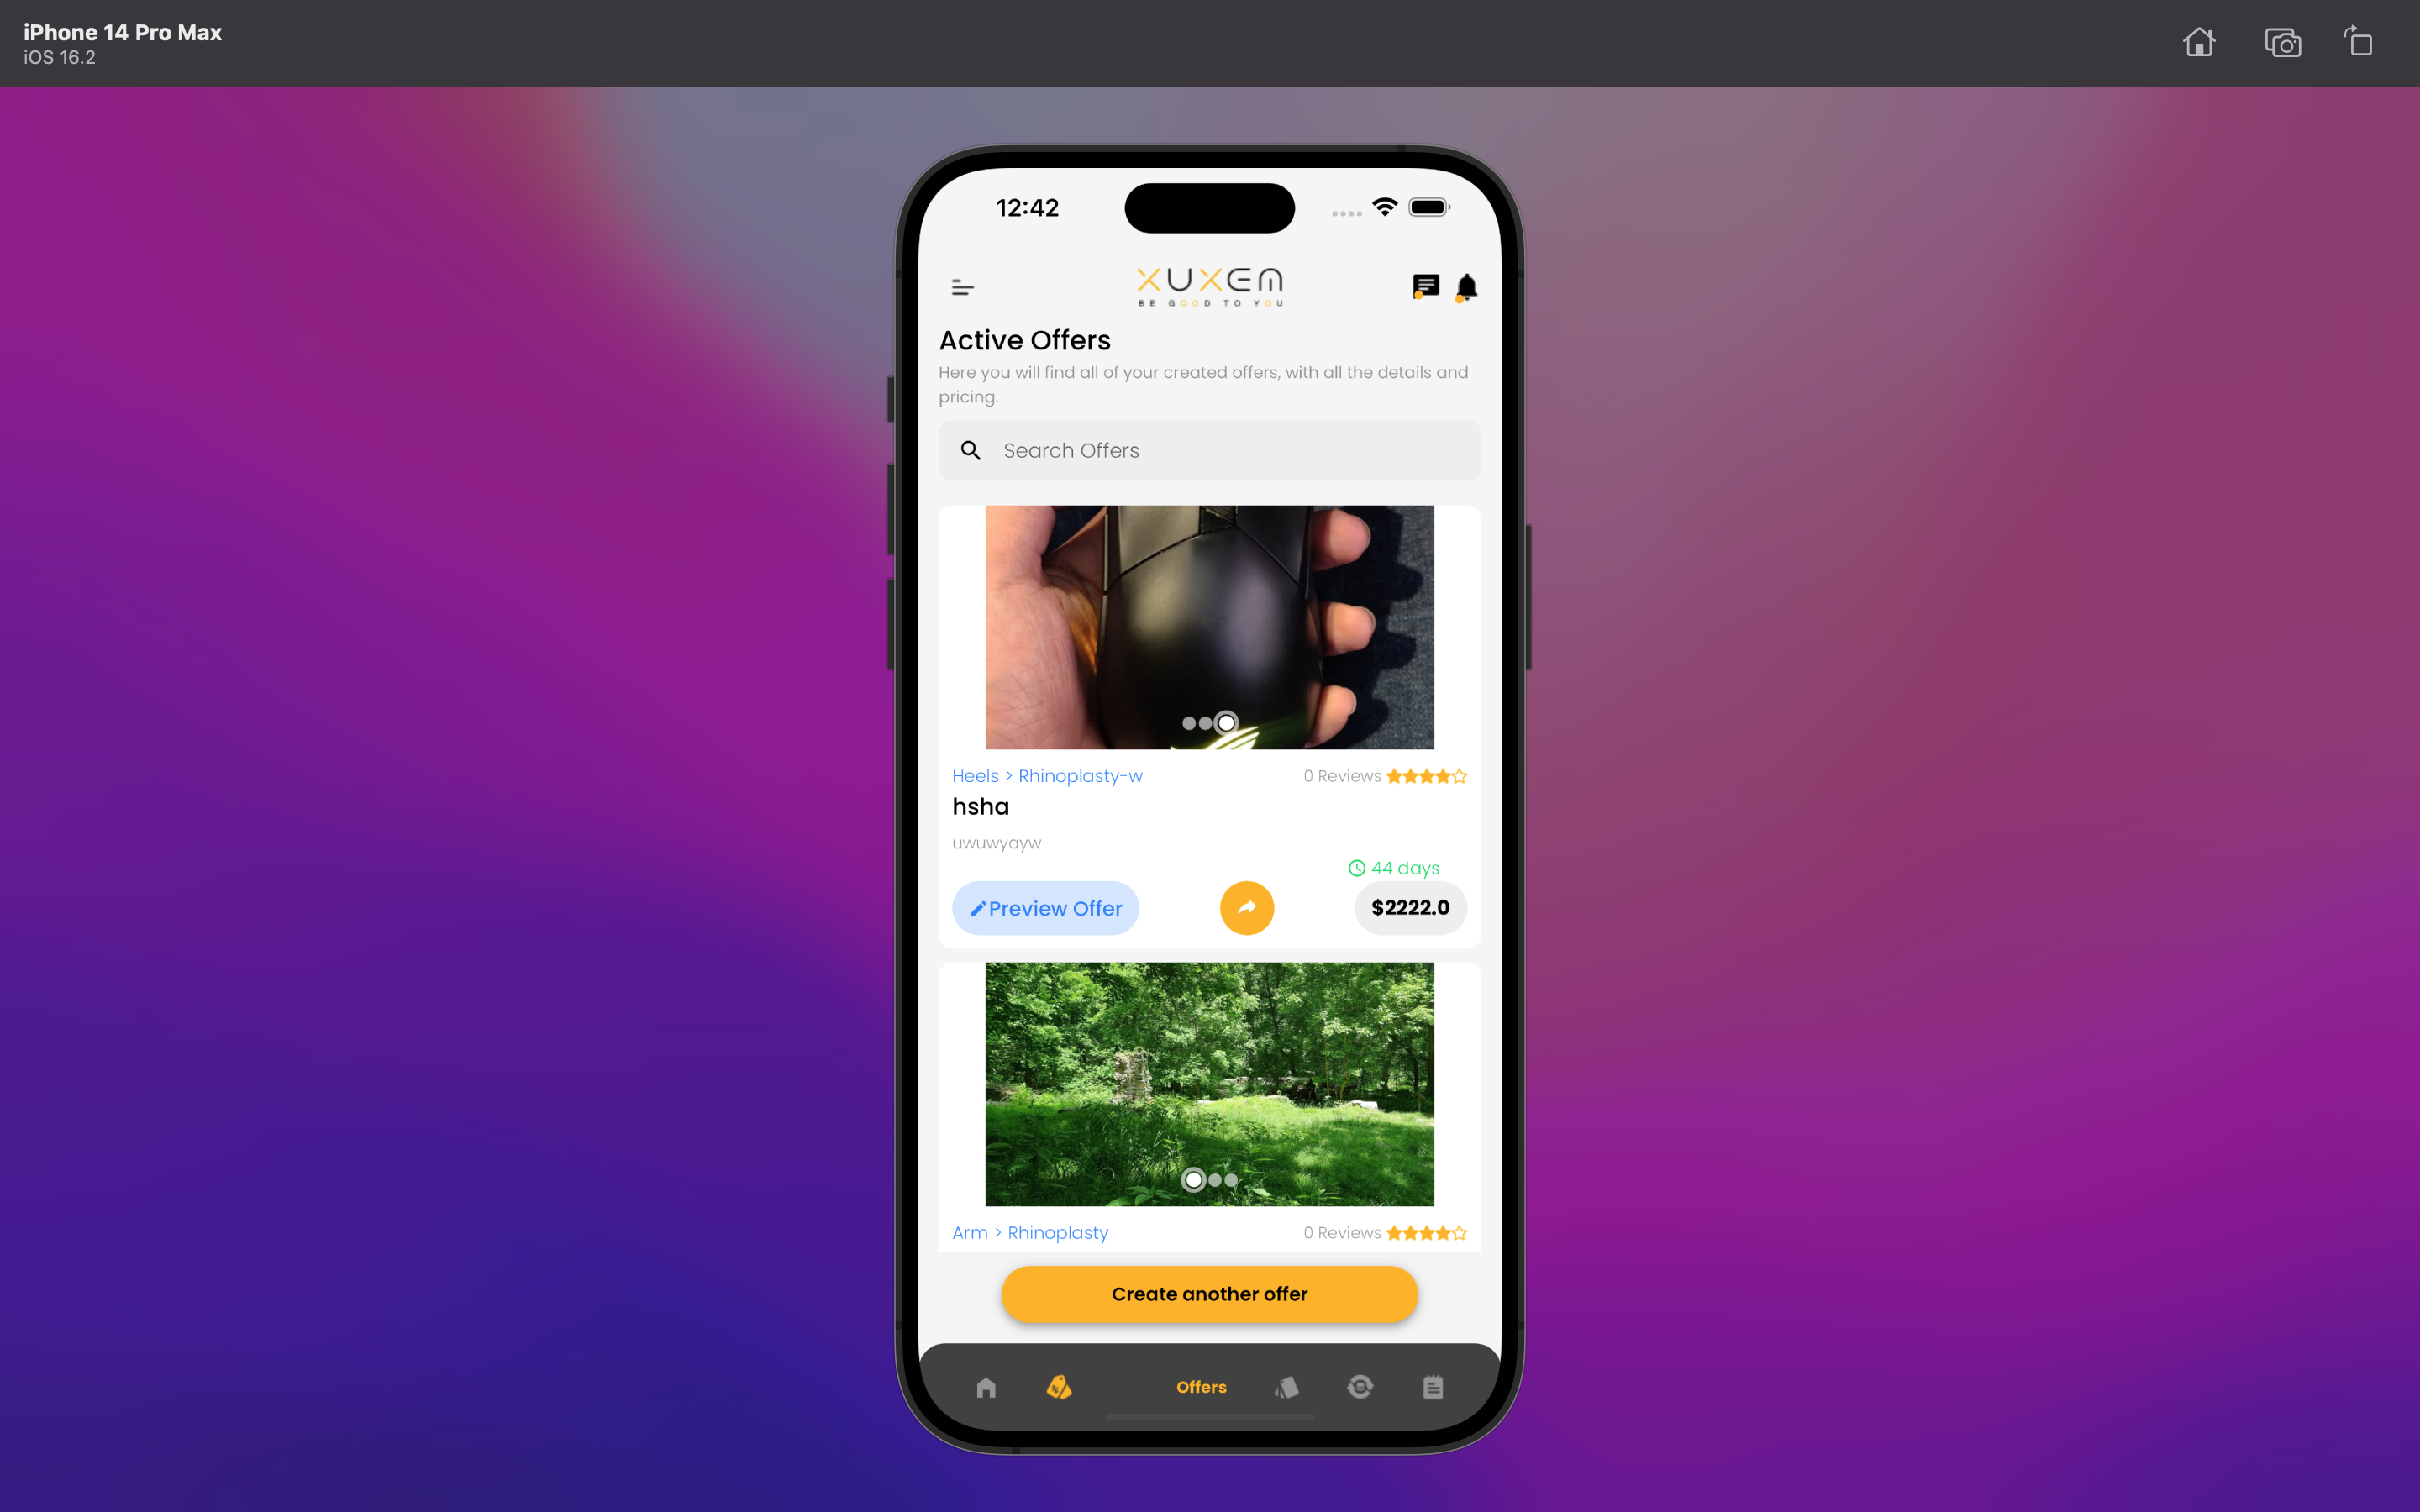 iPhone 14 Pro Max
iOS 16.2
12:42
XUXEM
BE GOOD TO YOU
Active Offers
Here you will find all of your created offers, with all the details and
pricing.
Search Offers
Heels > Rhinoplasty-w
0 Reviews
hsha
uwuwyayw
44 days
Preview Offer
$2222.0
Arm > Rhinoplasty
0 Reviews
Create another offer
Offers